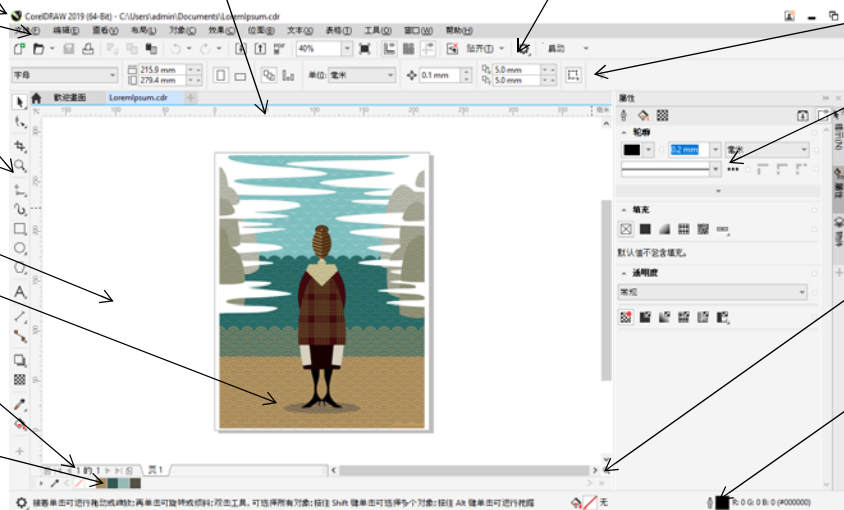 CorelDRAW 2019 (64-Bit) - C:\Users\admin\Documents\LoremIpsum.cdr
文件(F) 编辑(E) 查看(V) 布局(L) 对象(C) 效果(C) 位图(B) 文本(X) 表格(T) 工具(O) 窗口(W) 帮助(H)
40% 贴齐(T) 启动
字母 215.9 mm 279.4 mm 单位: 毫米 0.1 mm 5.0 mm 5.0 mm
歡迎畫面 LoremIpsum.cdr
属性
轮廓
0.2 mm 毫米
填充
默认值不包含填充。
透明度
常规
提示(N)
属性
1 的 1 页 1
接着单击可进行拖动或缩放;再单击可旋转或倾斜;双击工具,可选择所有对象;按住 Shift 键单击可选择多个对象;按住 Alt 键单击可进行挖掘 无 R: 0 G: 0 B: 0 (#000000)